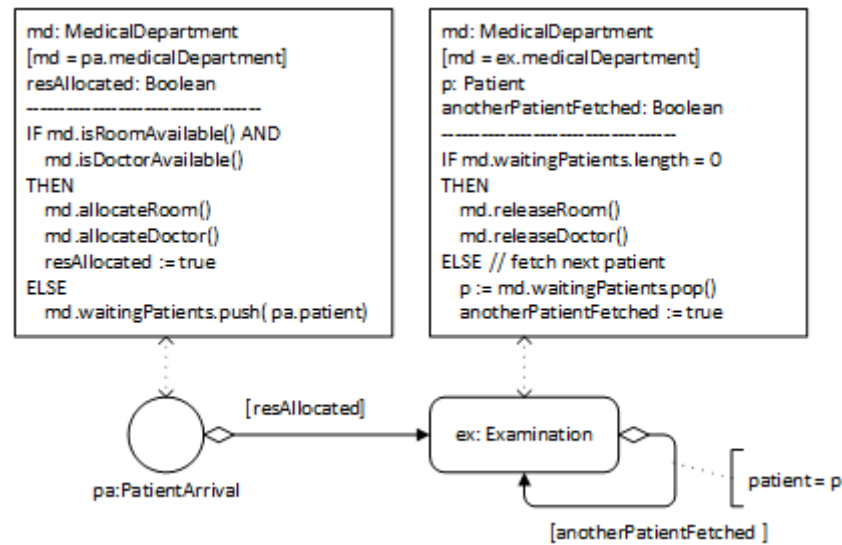 md: MedicalDepartment
[md = pa.medicalDepartment]
resAllocated: Boolean
------------------------------------
IF md.isRoomAvailable() AND
md.isDoctorAvailable()
THEN
md.allocateRoom()
md.allocateDoctor()
resAllocated := true
ELSE
md.waitingPatients.push( pa.patient)
md: MedicalDepartment
[md = ex.medicalDepartment]
p: Patient
anotherPatientFetched: Boolean
------------------------------------
IF md.waitingPatients.length = 0
THEN
md.releaseRoom()
md.releaseDoctor()
ELSE // fetch next patient
p := md.waitingPatients.pop()
anotherPatientFetched := true
[resAllocated]
ex: Examination
pa:PatientArrival
patient = p
[anotherPatientFetched ]